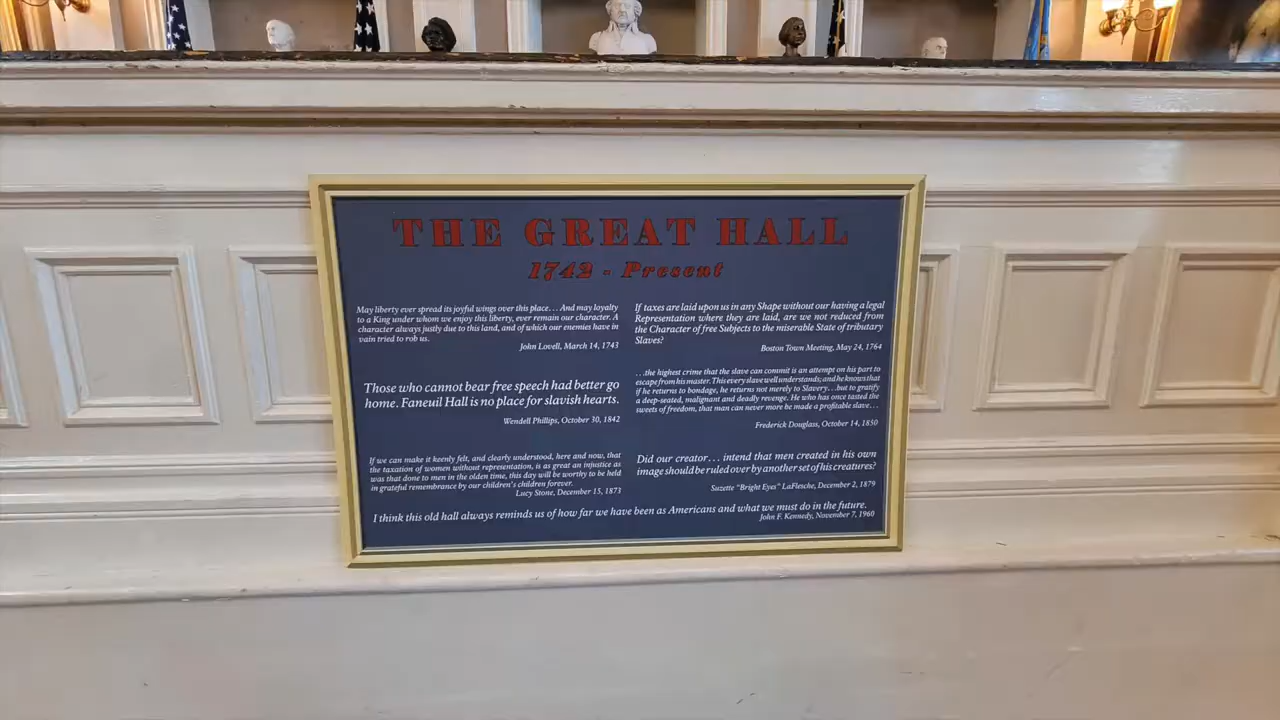 THE GREAT HALL
1742 - Present
May liberty ever spread its joyful wings over this place... And may loyalty
to a King under whom we enjoy this liberty, ever remain our character. A
character always justly due to this land, and of which our enemies have in
vain tried to rob us.
John Lovell, March 14, 1743
Those who cannot bear free speech had better go
home. Faneuil Hall is no place for slavish hearts.
Wendell Phillips, October 30, 1842
If we can make it keenly felt, and clearly understood, here and now, that
the taxation of women without representation, is as great an injustice as
was that done to men in the olden time, this day will be worthy to be held
in grateful remembrance by our children's children forever.
Lucy Stone, December 15, 1873
If taxes are laid upon us in any Shape without our having a legal
Representation where they are laid, are we not reduced from
the Character of free Subjects to the miserable State of tributary
Slaves?
Boston Town Meeting, May 24, 1764
...the highest crime that the slave can commit is an attempt on his part to
escape from his master. This every slave well understands; and he knows that
if he returns to bondage, he returns not merely to Slavery...but to gratify
a deep-seated, malignant and deadly revenge. He who has once tasted the
sweets of freedom, that man can never more be made a profitable slave...
Frederick Douglass, October 14, 1850
Did our creator... intend that men created in his own
image should be ruled over by another set of his creatures?
Suzette "Bright Eyes" LaFlesche, December 2, 1879
I think this old hall always reminds us of how far we have been as Americans and what we must do in the future.
John F. Kennedy, November 7, 1960